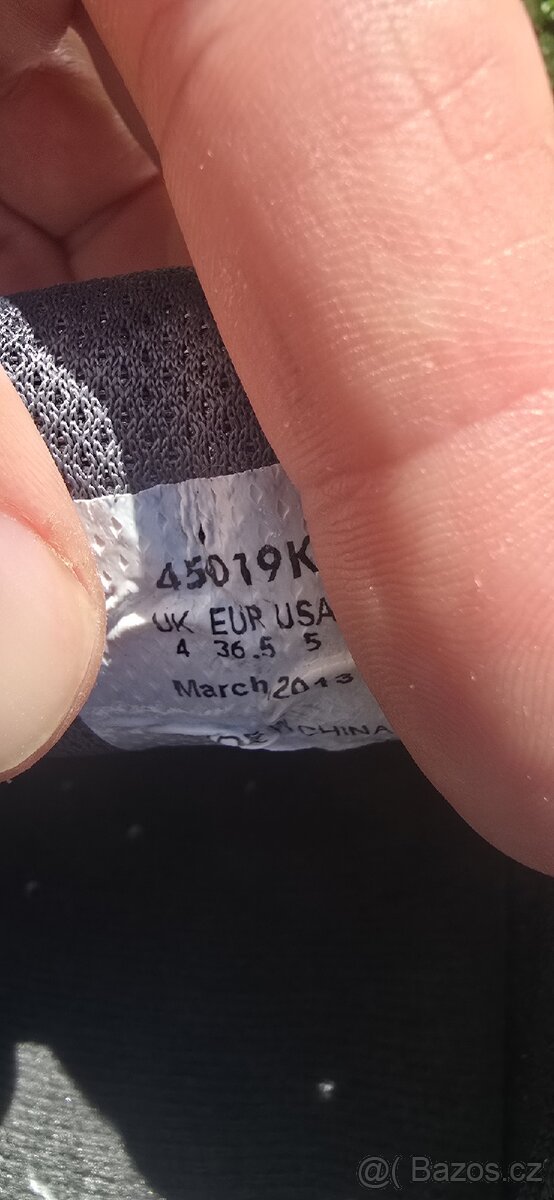 45019K
UK EUR USA
4 36.5 5
March,2013
CHINA
@( Bazos.cz